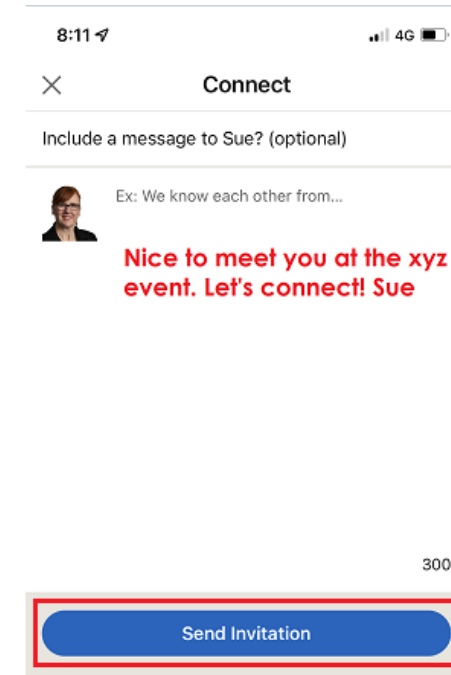 8:11 4G
Connect
Include a message to Sue? (optional)
Ex: We know each other from...
Nice to meet you at the xyz
event. Let's connect! Sue
300
Send Invitation